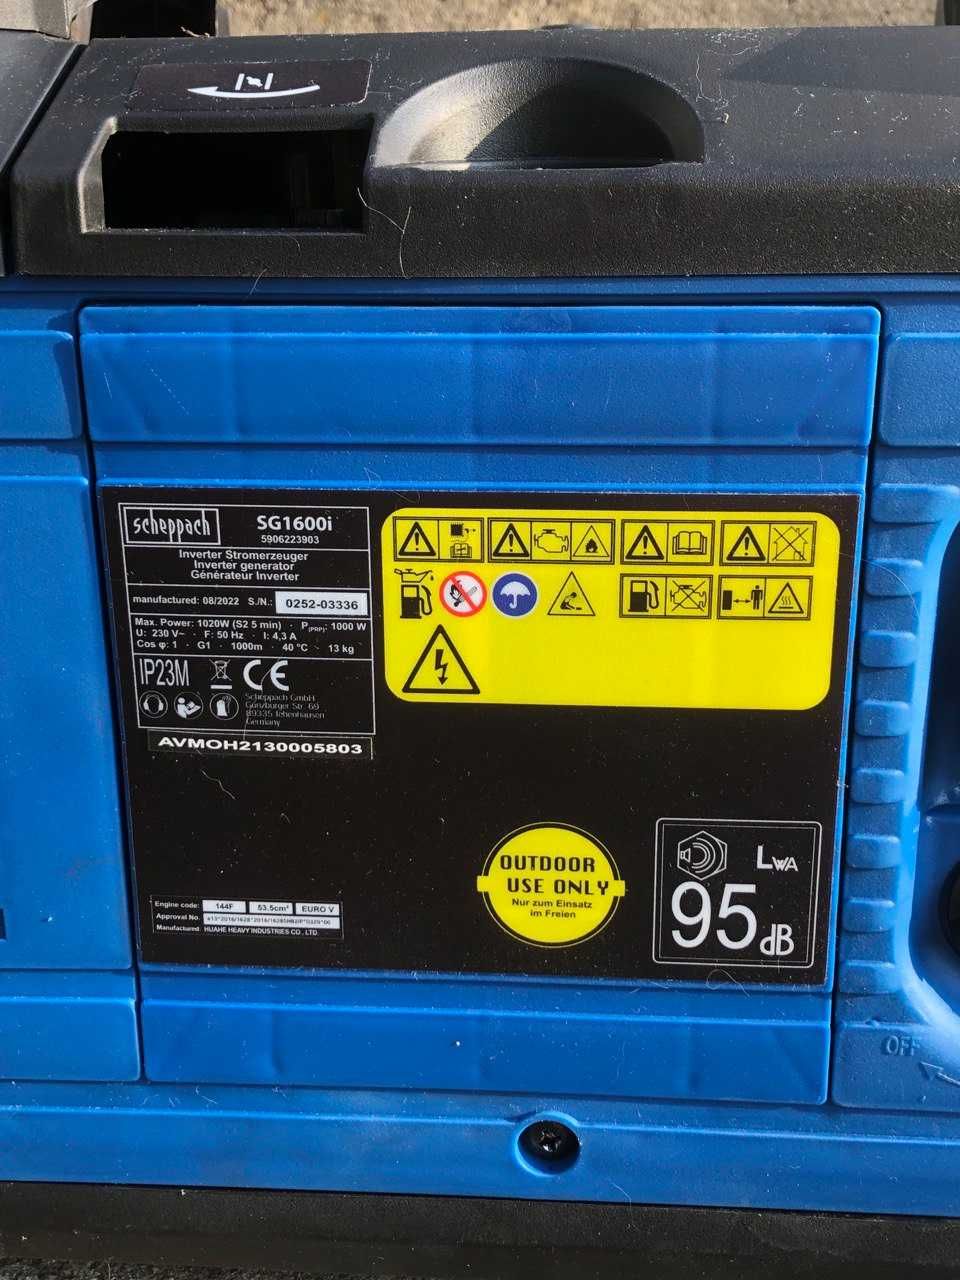 scheppach
SG1600i
5906223903
Inverter Stromerzeuger
Inverter generator
Générateur Inverter
manufactured: 08/2022 S./N.: 0252-03336
Max. Power: 1020W (S2 5 min) · P(PRP): 1000 W
U: 230 V~ · F: 50 Hz · I: 4,3 A
Cos φ: 1 · G1 · 1000m · 40 °C · 13 kg
IP23M CE
Scheppach GmbH
Günzburger Str. 69
89335 Ichenhausen
Germany
AVMOH2130005803
OUTDOOR
USE ONLY
Nur zum Einsatz
im Freien
LWA
95dB
Engine code: 144F 53.5cm³ EURO V
Approval No.
Manufactured: HUAHE HEAVY INDUSTRIES CO., LTD.
OFF